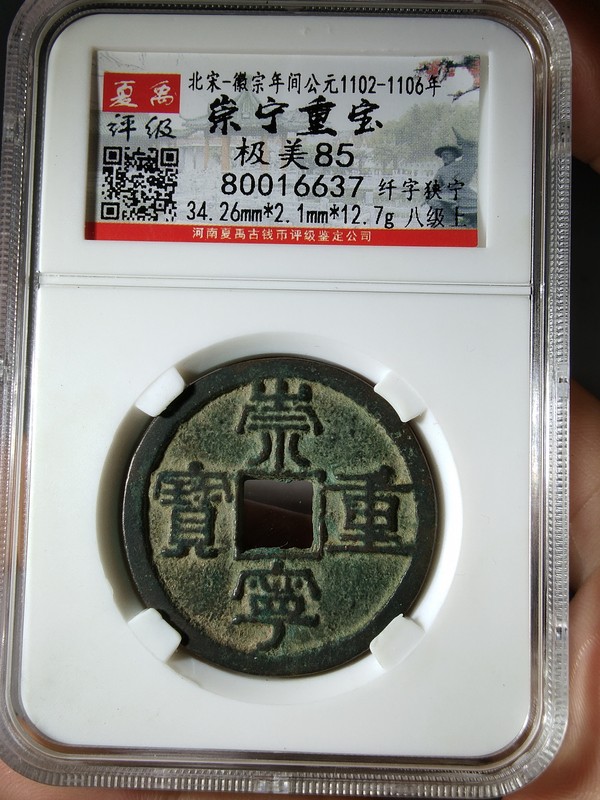 夏禹
评级
北宋-徽宗年间公元1102-1106年
崇宁重宝
极美85
80016637 纤字狭宁
34.26mm*2.1mm*12.7g 八级上
河南夏禹古钱币评级鉴定公司
崇
寧
重
寶